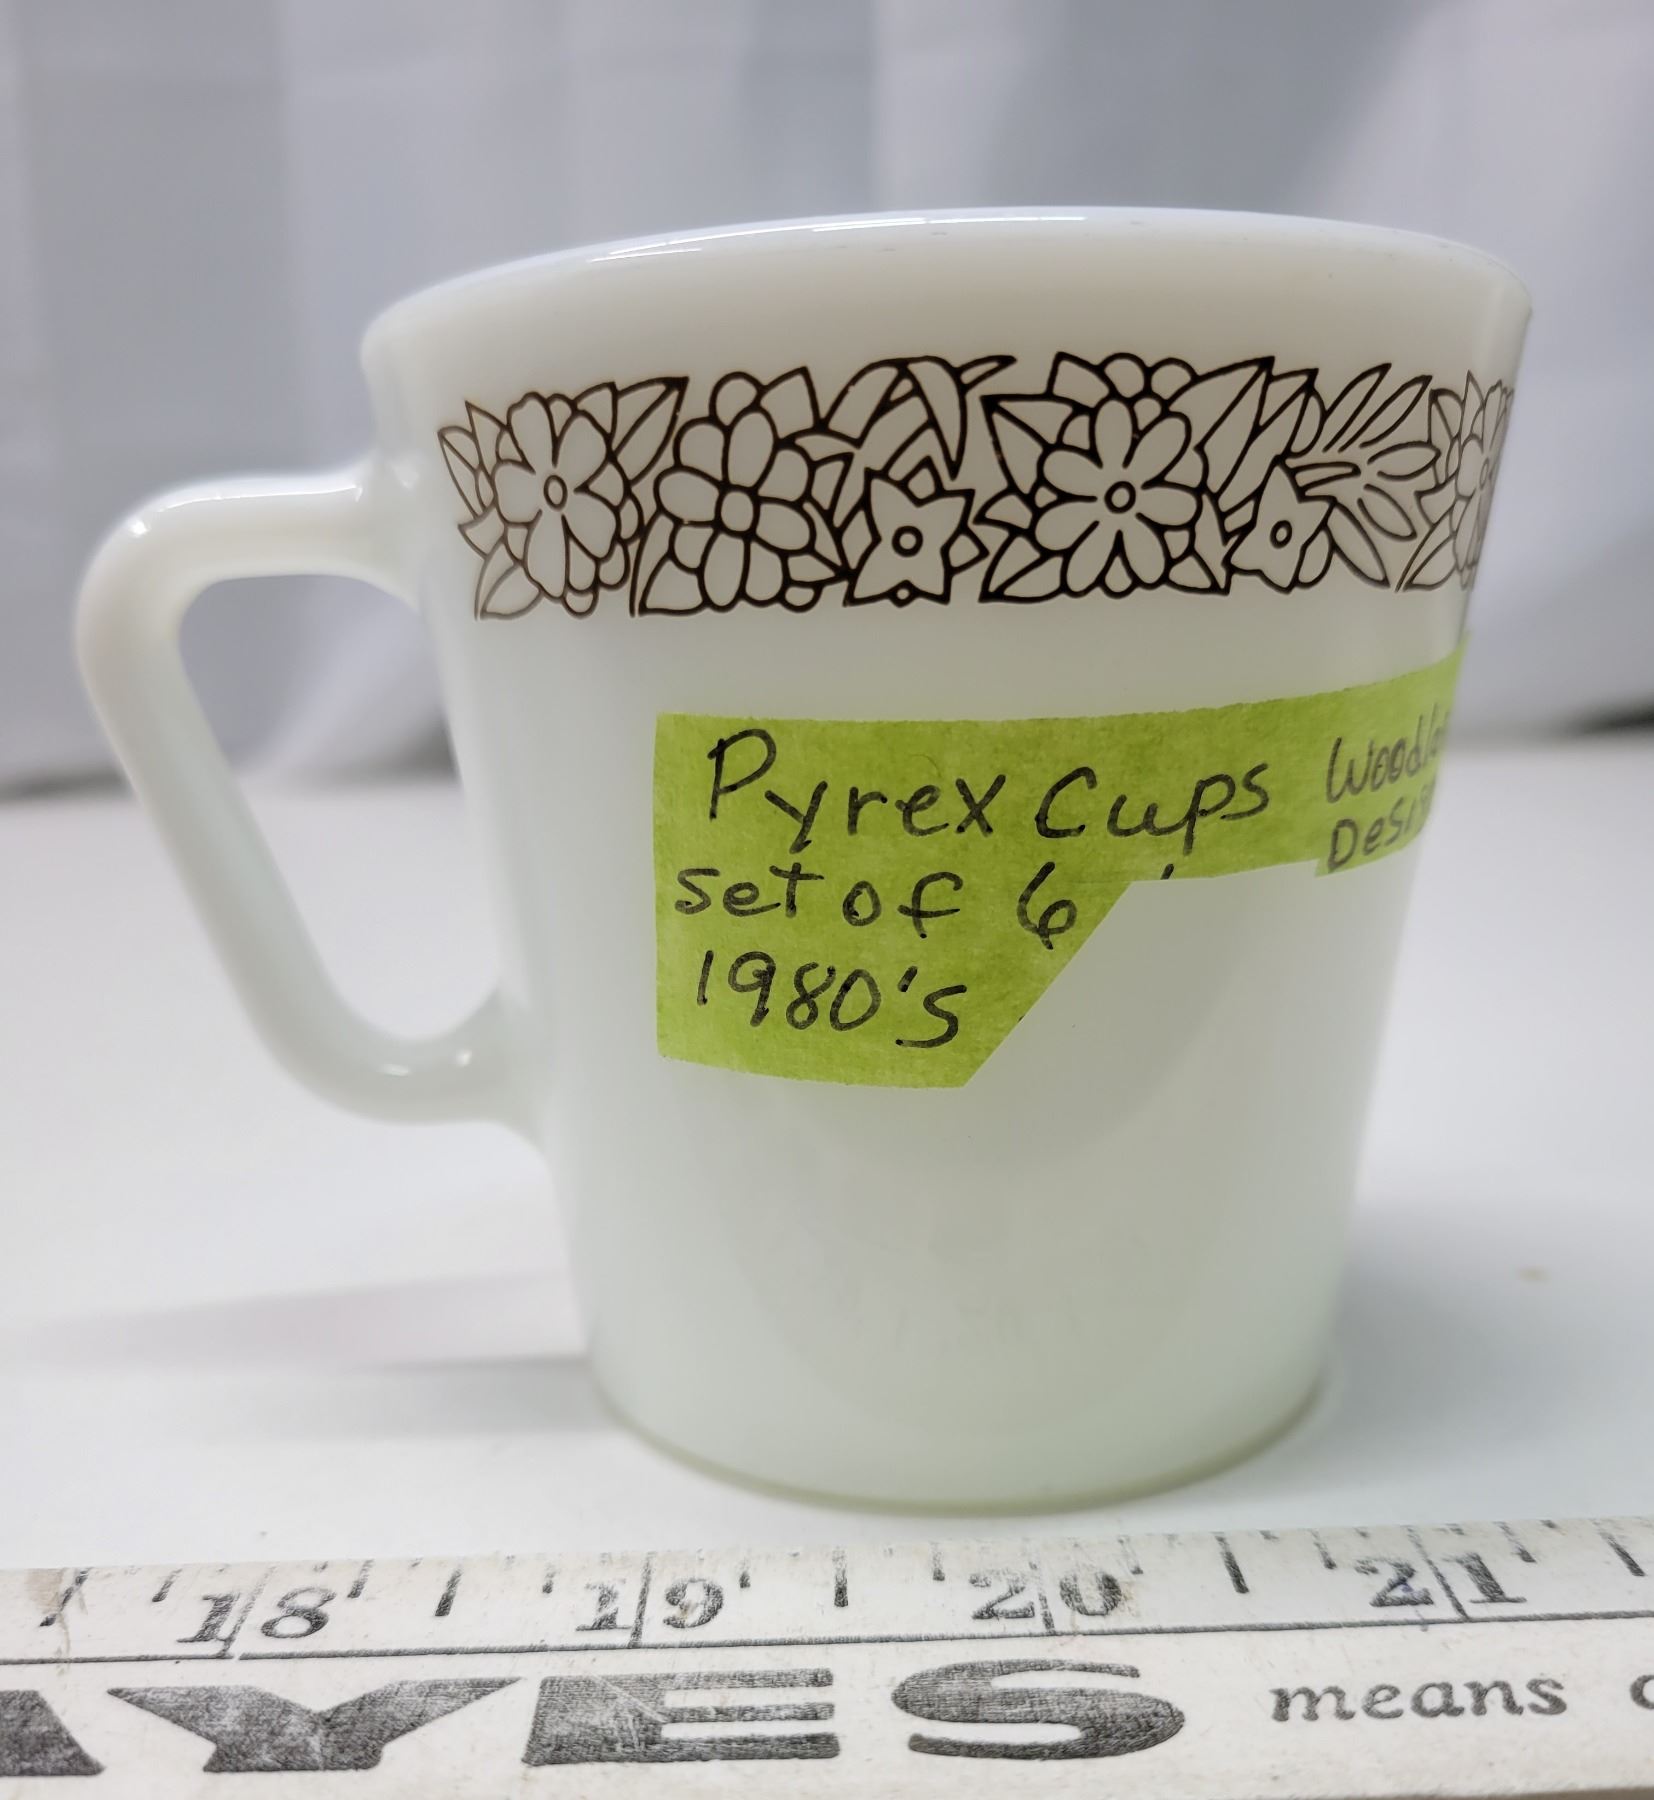 Pyrex Cups
set of 6
1980's
18 19 20 21
YES means